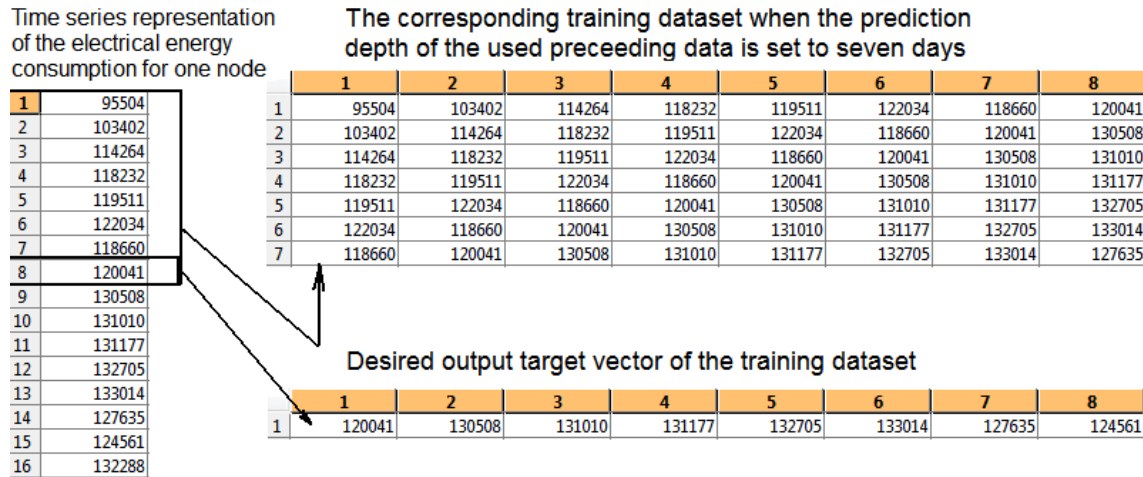 Time series representation
of the electrical energy
consumption for one node
1 95504
2 103402
3 114264
4 118232
5 119511
6 122034
7 118660
8 120041
9 130508
10 131010
11 131177
12 132705
13 133014
14 127635
15 124561
16 132288
The corresponding training dataset when the prediction
depth of the used preceeding data is set to seven days
1 2 3 4 5 6 7 8
1 95504 103402 114264 118232 119511 122034 118660 120041
2 103402 114264 118232 119511 122034 118660 120041 130508
3 114264 118232 119511 122034 118660 120041 130508 131010
4 118232 119511 122034 118660 120041 130508 131010 131177
5 119511 122034 118660 120041 130508 131010 131177 132705
6 122034 118660 120041 130508 131010 131177 132705 133014
7 118660 120041 130508 131010 131177 132705 133014 127635
Desired output target vector of the training dataset
1 2 3 4 5 6 7 8
1 120041 130508 131010 131177 132705 133014 127635 124561